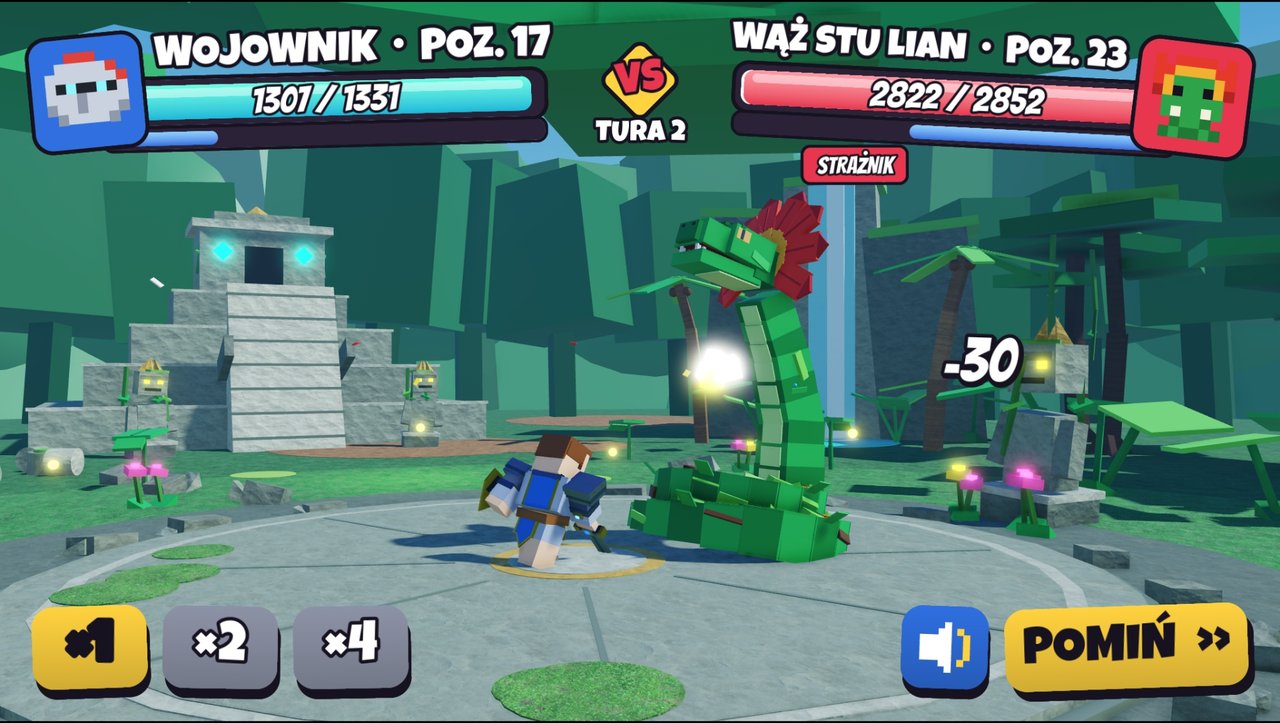 WOJOWNIK • POZ. 17
1307 / 1331
VS
TURA 2
WĄŻ STU LIAN • POZ. 23
2822 / 2852
STRAŻNIK
-30
×1
×2
×4
POMIŃ »